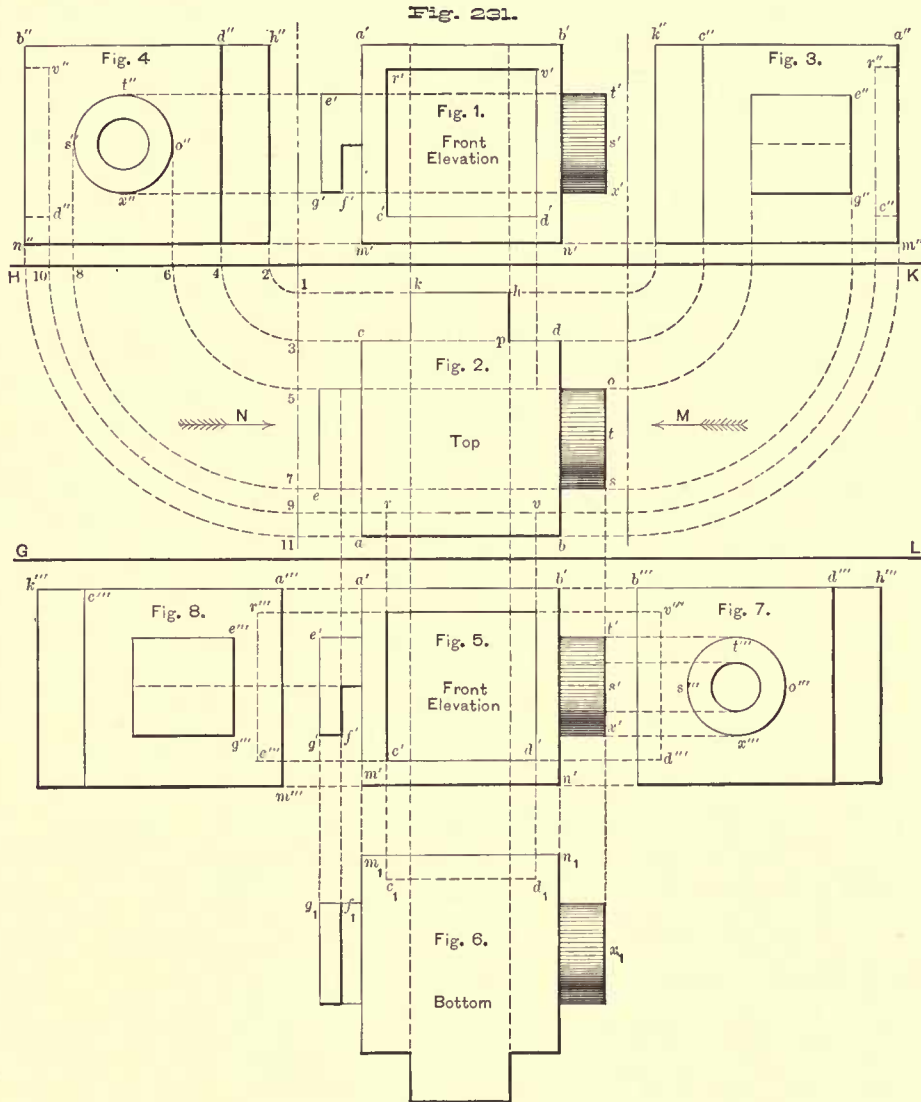 Fig. 231.
b″ d″ h″ a′ b′ k″ c″ a″
Fig. 4 Fig. 3.
v″ r′ v′ r″
t″ e′ t′ e″
Fig. 1.
s″ o″ Front s′
Elevation
x″ g′ f′ x′ g″
d″ c′ d′ c″
n″ m′ n′ m″
H 10 8 6 4 2 K
1 k h
3 c p d
Fig. 2.
5 o
N M
Top t
7 e s
9 r v
11 a b
G L
k‴ a‴ a′ b′ b‴ d‴ h‴
c‴ Fig. 8. r‴ Fig. 7. v‴
e‴ e′ Fig. 5. t′ t‴
Front s′ s‴ o‴
Elevation
g‴ g′ f′ x′ x‴
e‴ c′ d′ d‴
m‴ m′ n′
m₁ n₁
c₁ d₁
g₁ f₁
Fig. 6. x₁
Bottom